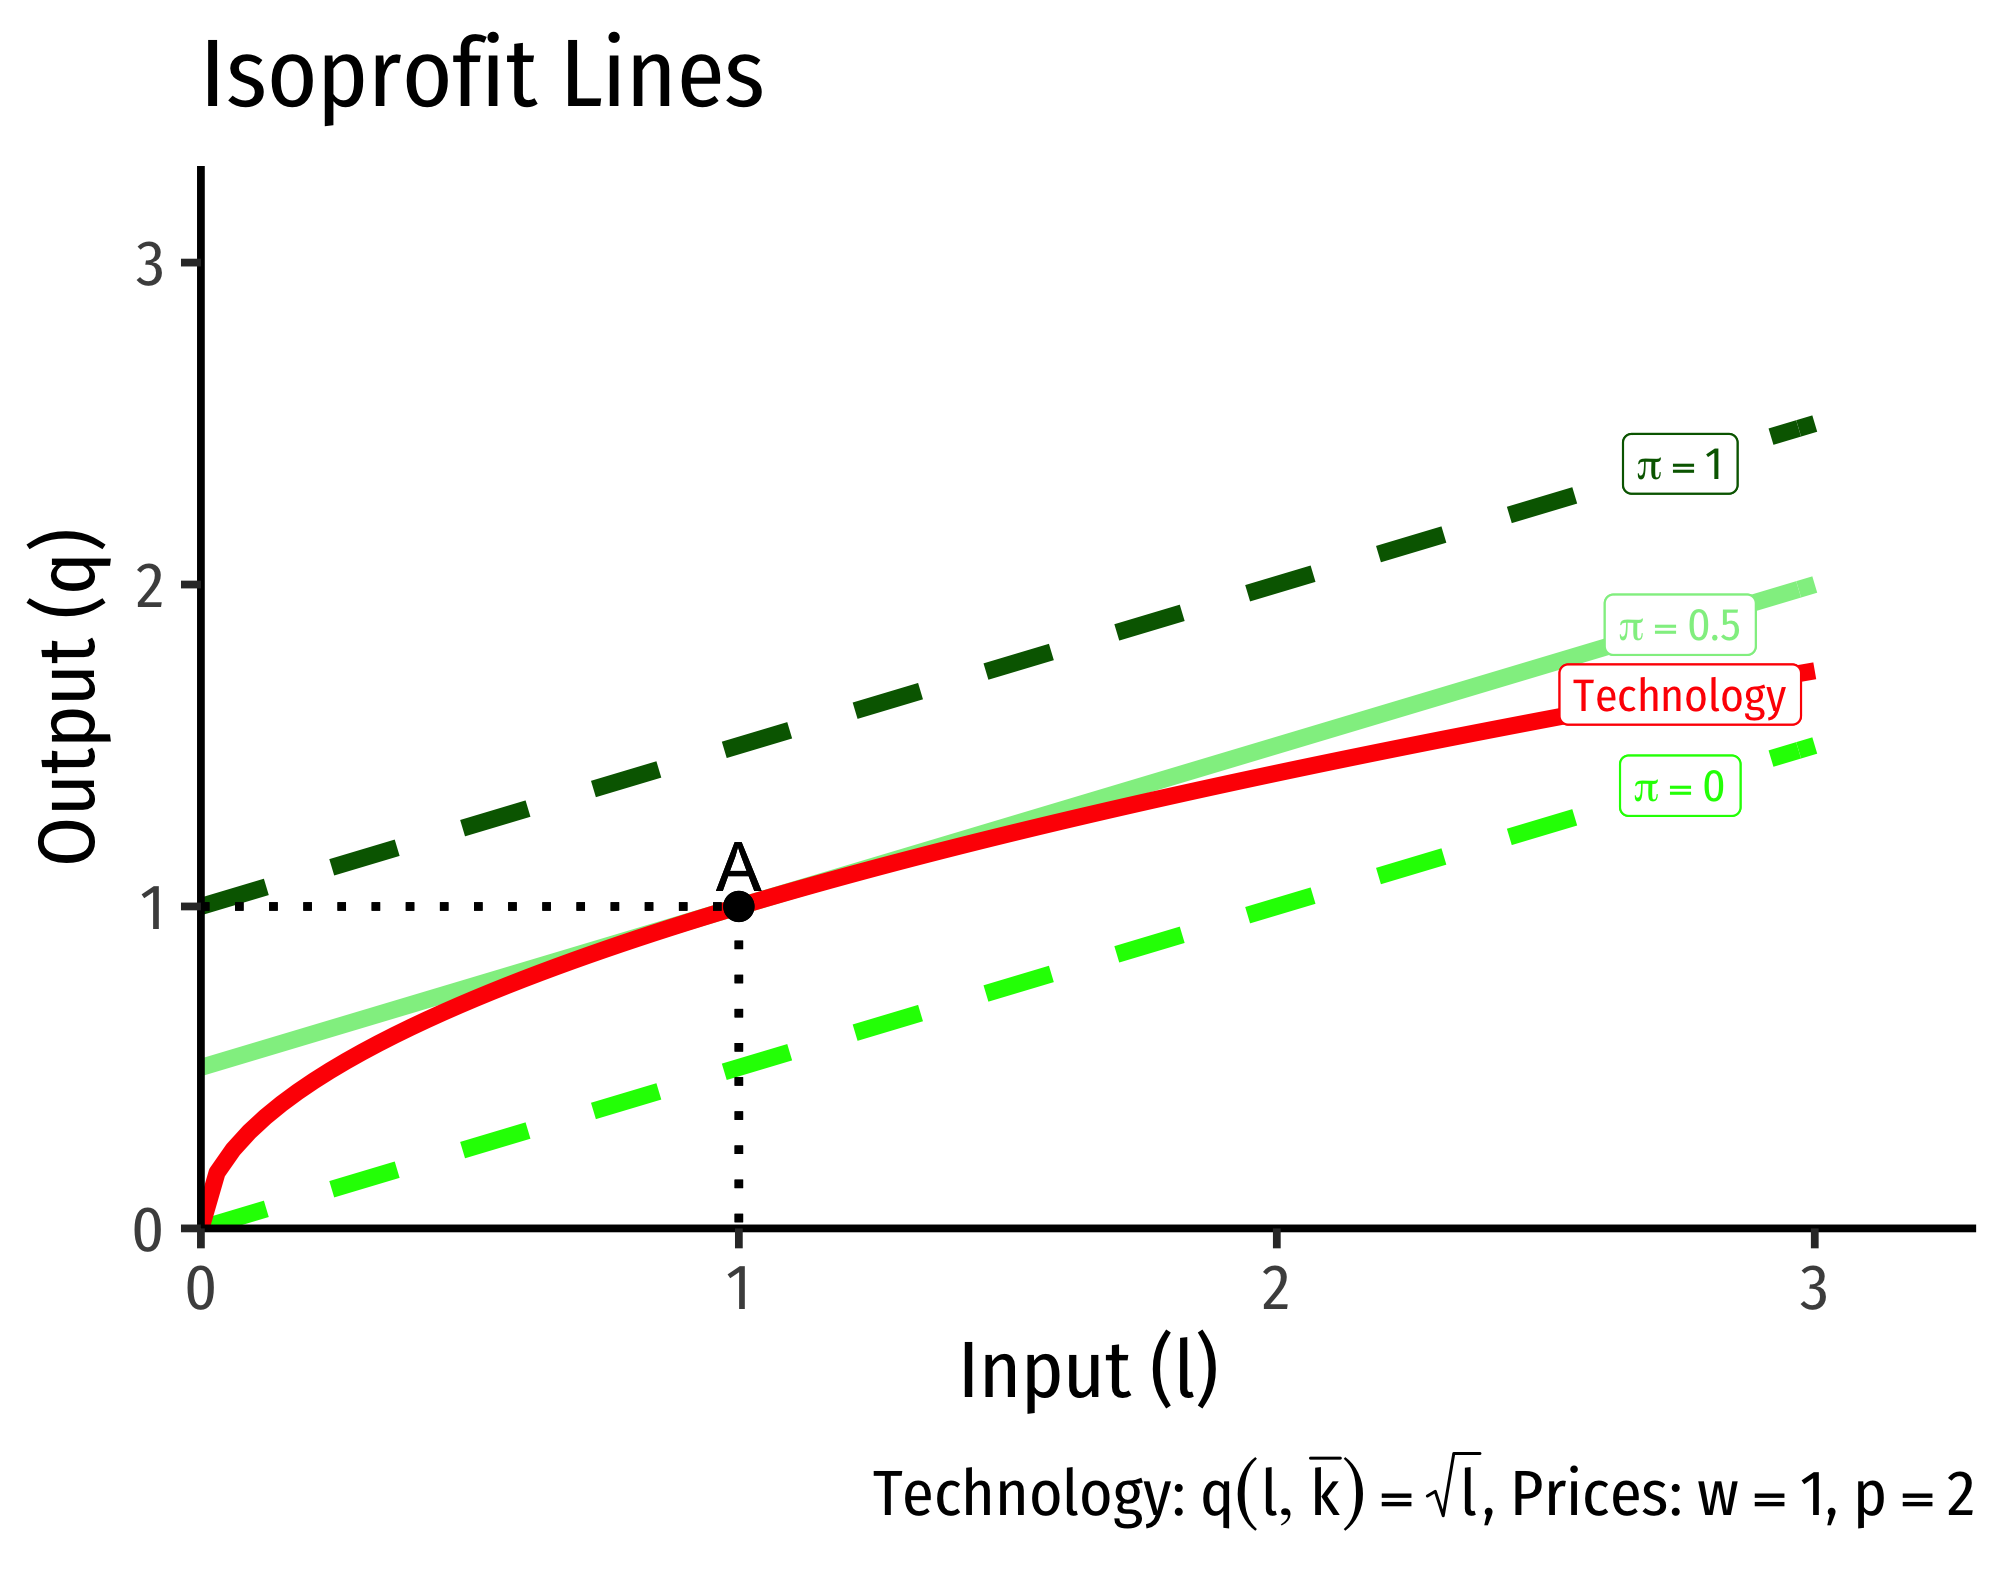 Isoprofit Lines
3
2
1
0
Output (q)
π = 1
π = 0.5
Technology
π = 0
A
0 1 2 3
Input (l)
Technology: q(l, k̅) = √l, Prices: w = 1, p = 2